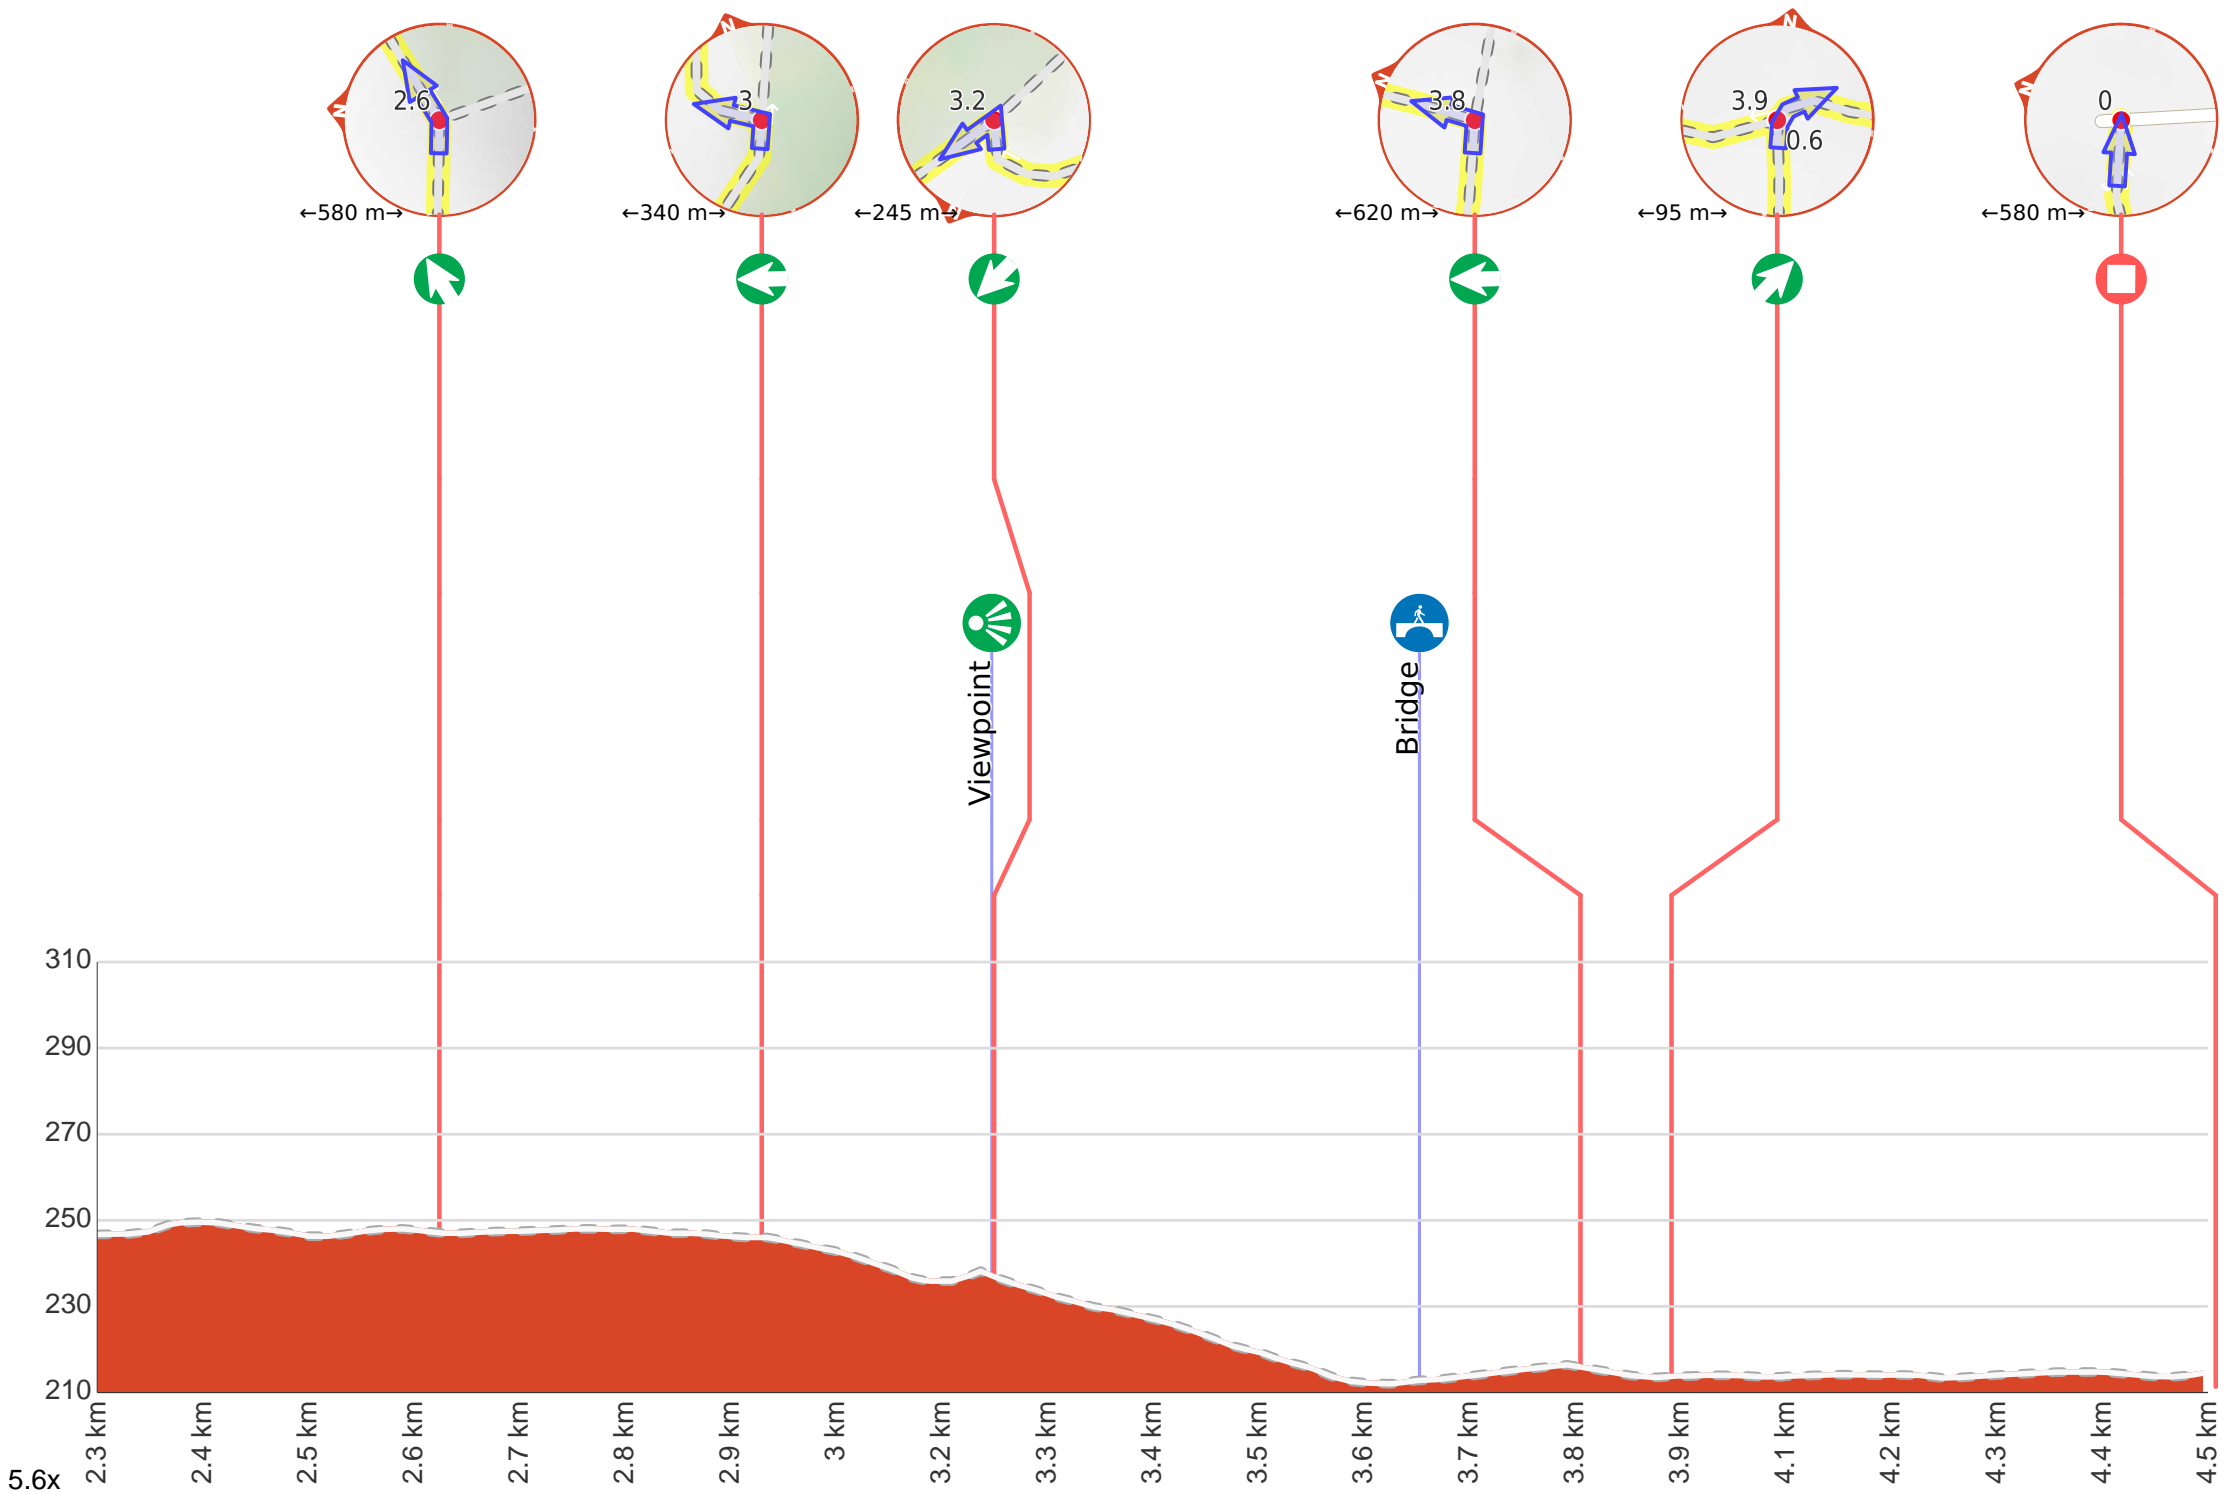 N
N
N
2.6
3
3.2
3.8
3.9
0.6
0
N
N
N
←580 m→
←340 m→
←245 m→
←620 m→
←95 m→
←580 m→
Viewpoint
Bridge
310
290
270
250
230
210
2.3 km
2.4 km
2.5 km
2.6 km
2.7 km
2.8 km
2.9 km
3 km
3.2 km
3.3 km
3.4 km
3.5 km
3.6 km
3.7 km
3.8 km
3.9 km
4.1 km
4.2 km
4.3 km
4.4 km
4.5 km
5.6x